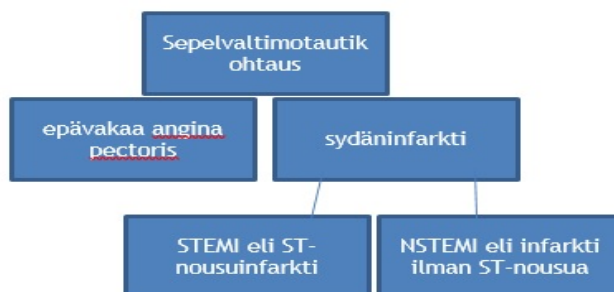 Sepelvaltimotautik
ohtaus
epävakaa angina
pectoris
sydäninfarkti
STEMI eli ST-
nousuinfarkti
NSTEMI eli infarkti
ilman ST-nousua